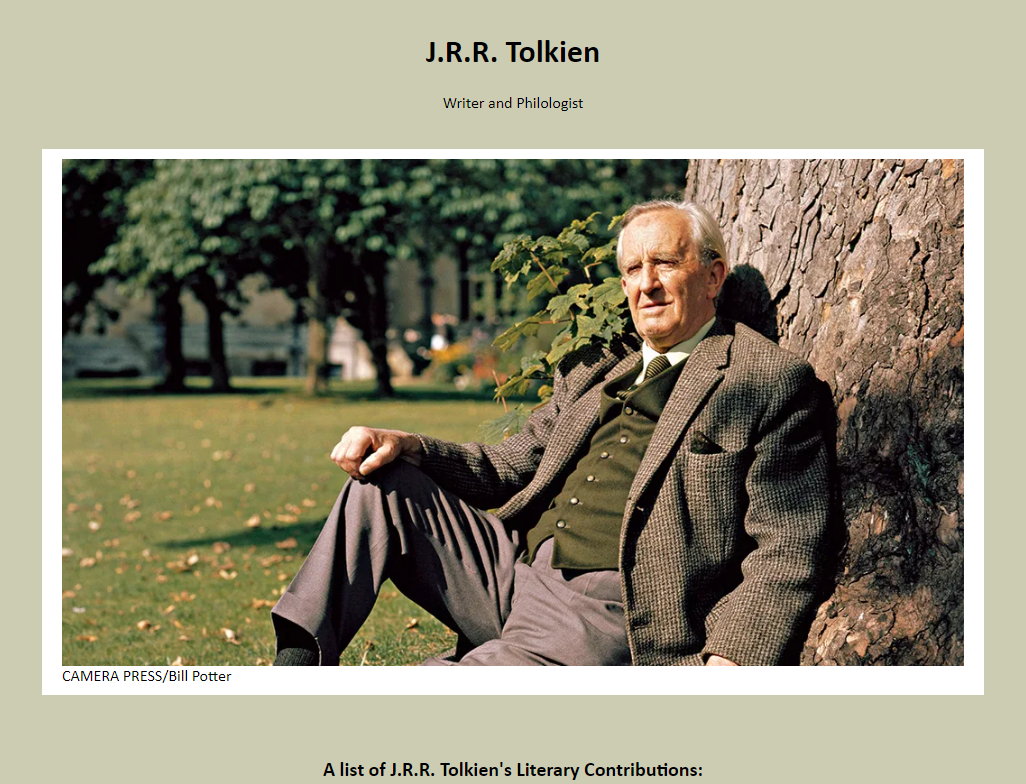 J.R.R. Tolkien
Writer and Philologist
CAMERA PRESS/Bill Potter
A list of J.R.R. Tolkien's Literary Contributions: